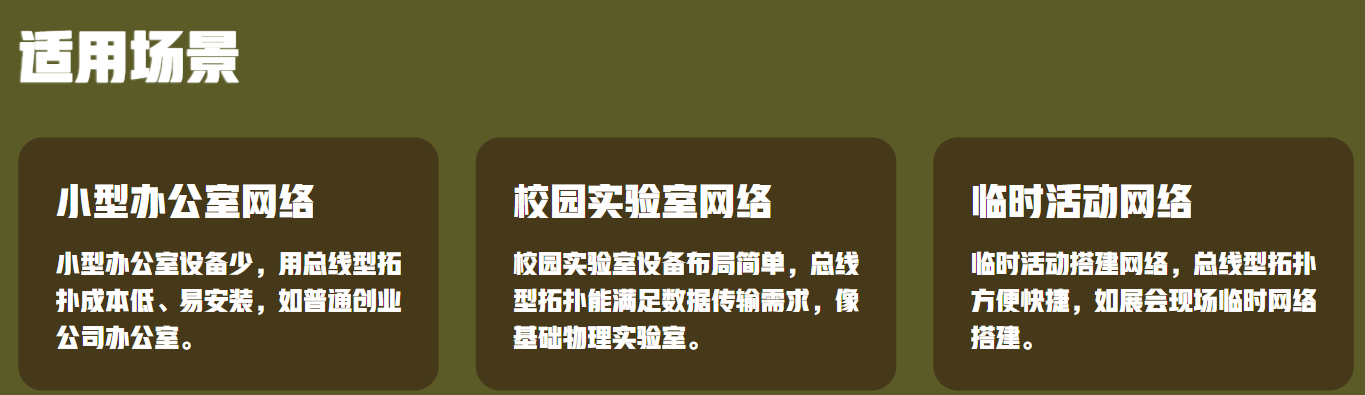 适用场景
小型办公室网络
小型办公室设备少，用总线型拓
扑成本低、易安装，如普通创业
公司办公室。
校园实验室网络
校园实验室设备布局简单，总线
型拓扑能满足数据传输需求，像
基础物理实验室。
临时活动网络
临时活动搭建网络，总线型拓扑
方便快捷，如展会现场临时网络
搭建。